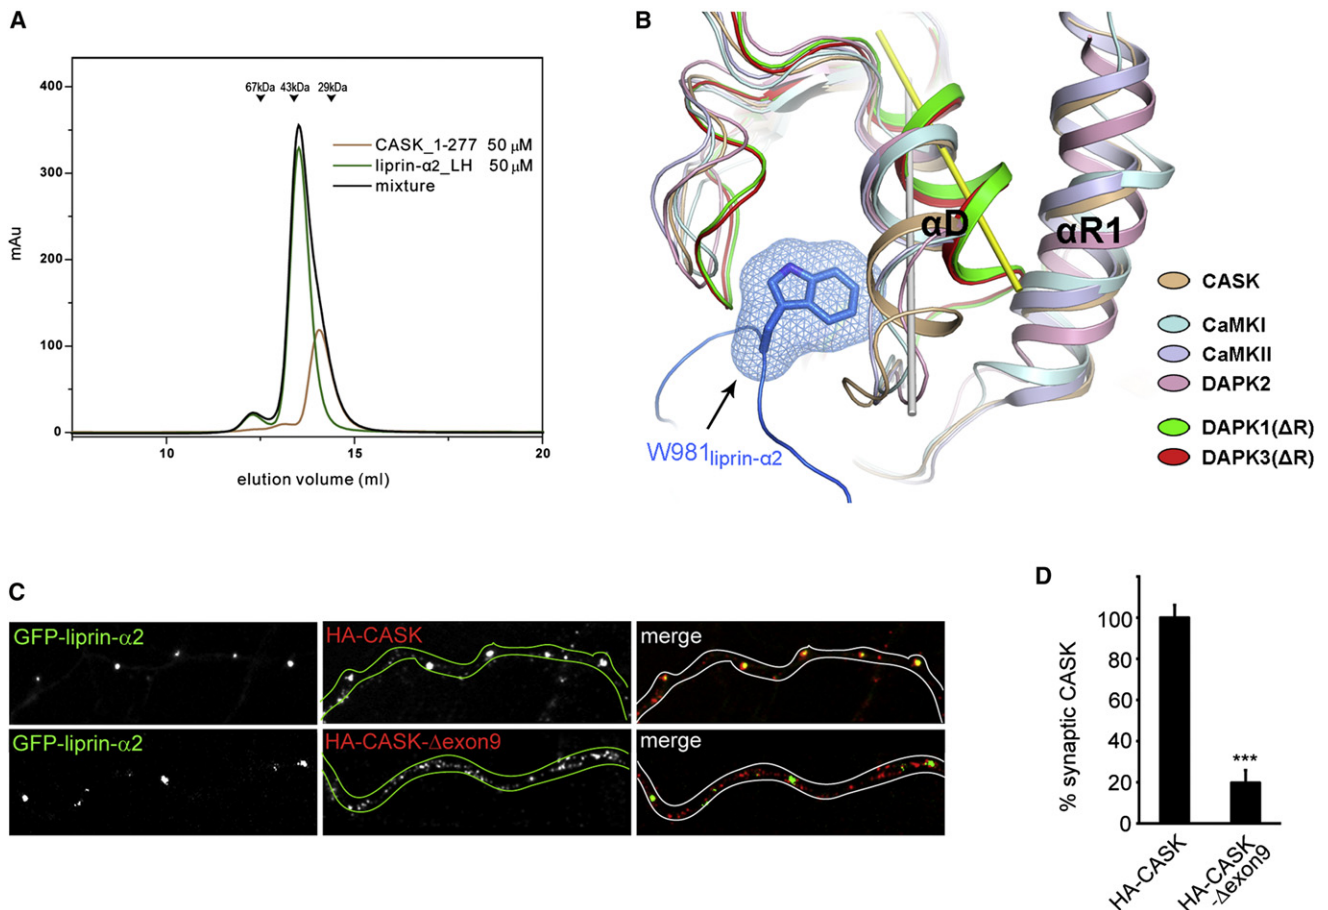 A
400
300
200
100
0
mAu
67kDa 43kDa 29kDa
CASK_1-277 50 μM
liprin-α2_LH 50 μM
mixture
10 15 20
elution volume (ml)
B
αD
αR1
W981liprin-α2
CASK
CaMKI
CaMKII
DAPK2
DAPK1(ΔR)
DAPK3(ΔR)
C
GFP-liprin-α2
HA-CASK
merge
GFP-liprin-α2
HA-CASK-Δexon9
merge
D
% synaptic CASK
100
80
60
40
20
0
***
HA-CASK
HA-CASK
-Δexon9